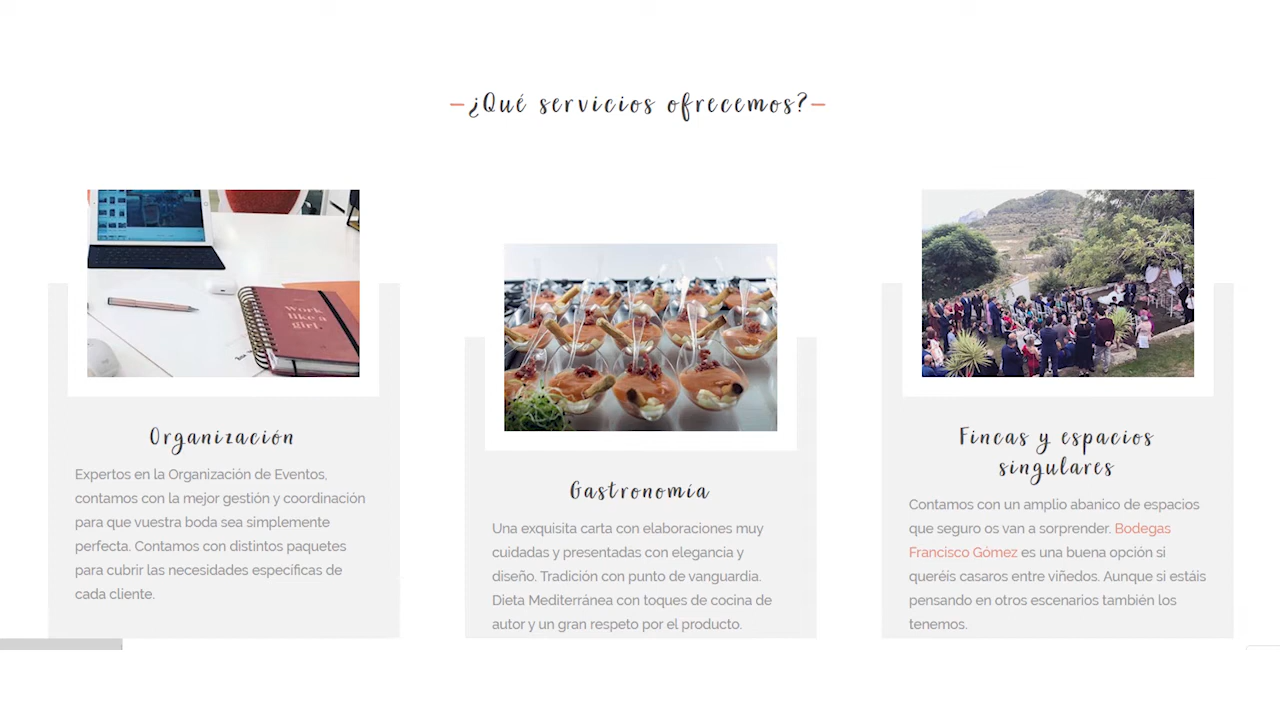 ¿Qué servicios ofrecemos?
Work
like a
girl.
Organización
Expertos en la Organización de Eventos,
contamos con la mejor gestión y coordinación
para que vuestra boda sea simplemente
perfecta. Contamos con distintos paquetes
para cubrir las necesidades específicas de
cada cliente.
Gastronomía
Una exquisita carta con elaboraciones muy
cuidadas y presentadas con elegancia y
diseño. Tradición con punto de vanguardia.
Dieta Mediterránea con toques de cocina de
autor y un gran respeto por el producto.
Fincas y espacios
singulares
Contamos con un amplio abanico de espacios
que seguro os van a sorprender. Bodegas
Francisco Gómez es una buena opción si
queréis casaros entre viñedos. Aunque si estáis
pensando en otros escenarios también los
tenemos.